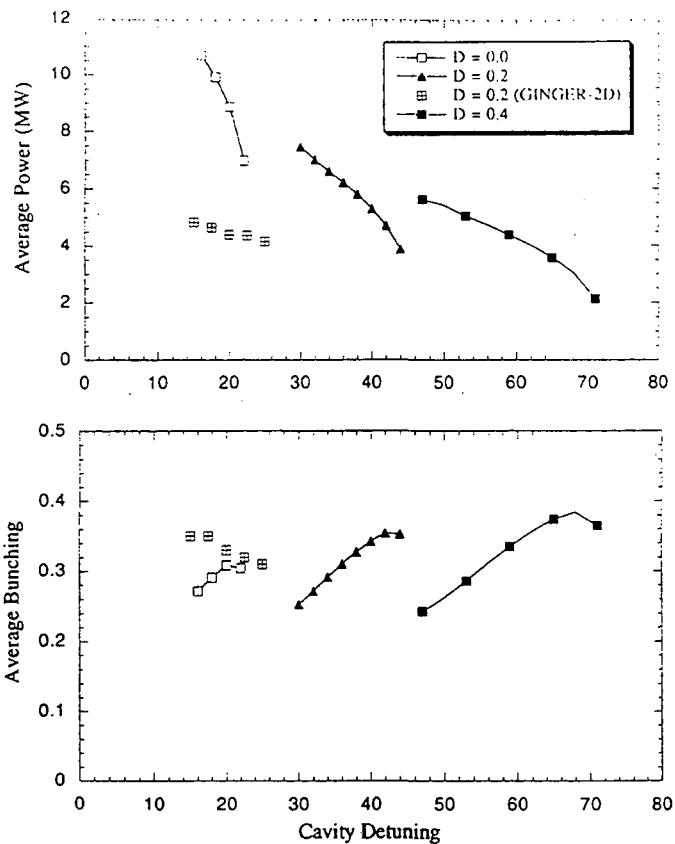 12
10
8
6
4
2
0
Average Power (MW)
D = 0.0
D = 0.2
D = 0.2 (GINGER-2D)
D = 0.4
0 10 20 30 40 50 60 70 80
0.5
0.4
0.3
0.2
0.1
0
Average Bunching
0 10 20 30 40 50 60 70 80
Cavity Detuning